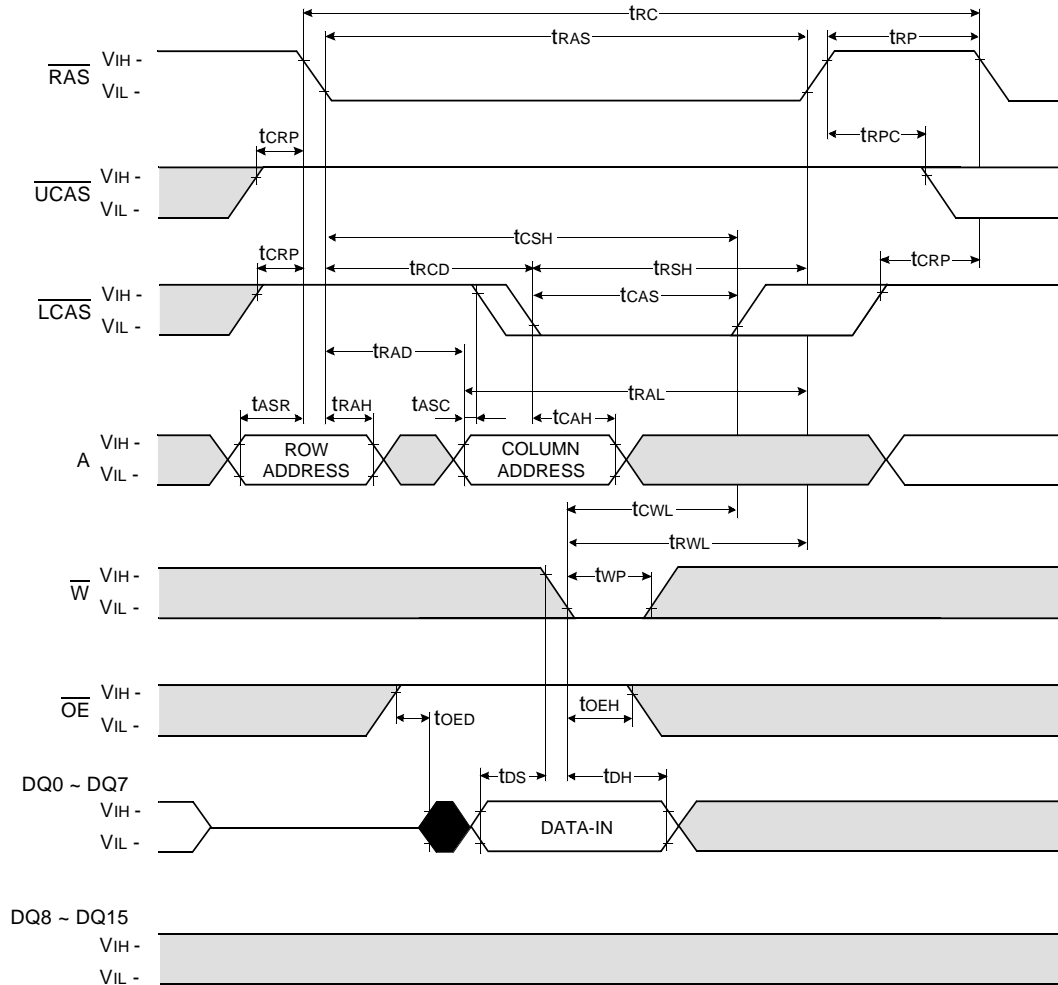 tRC
tRAS tRP
RAS VIH -
VIL -
tCRP tRPC
UCAS VIH -
VIL -
tCSH
tCRP tRCD tRSH tCRP
LCAS VIH -
VIL -
tCAS
tRAD
tRAL
tASR tRAH tASC tCAH
A VIH -
VIL -
ROW
ADDRESS
COLUMN
ADDRESS
tCWL
tRWL
W VIH -
VIL -
tWP
OE VIH -
VIL -
tOED tOEH
tDS tDH
DQ0 ~ DQ7
VIH -
VIL -
DATA-IN
DQ8 ~ DQ15
VIH -
VIL -